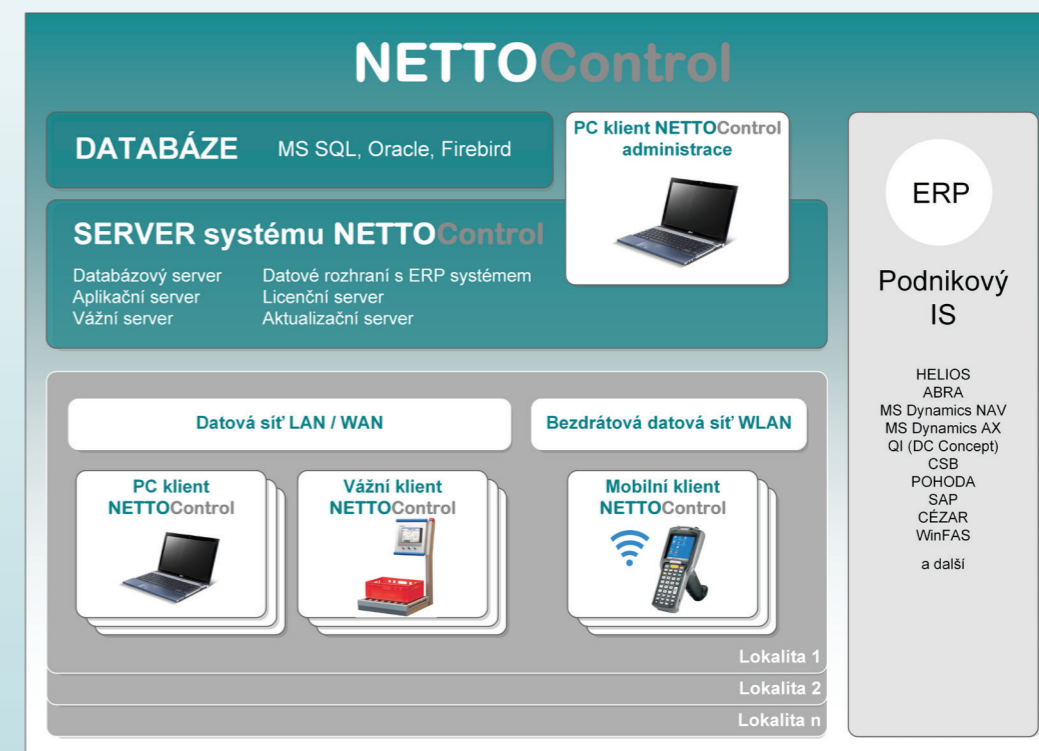 NETTOControl
DATABÁZE
MS SQL, Oracle, Firebird
PC klient NETTOControl
administrace
SERVER systému NETTOControl
Databázový server
Aplikační server
Vážní server
Datové rozhraní s ERP systémem
Licenční server
Aktualizační server
Datová síť LAN / WAN
Bezdrátová datová síť WLAN
PC klient
NETTOControl
Vážní klient
NETTOControl
Mobilní klient
NETTOControl
Lokalita 1
Lokalita 2
Lokalita n
ERP
Podnikový
IS
HELIOS
ABRA
MS Dynamics NAV
MS Dynamics AX
QI (DC Concept)
CSB
POHODA
SAP
CÉZAR
WinFAS
a další